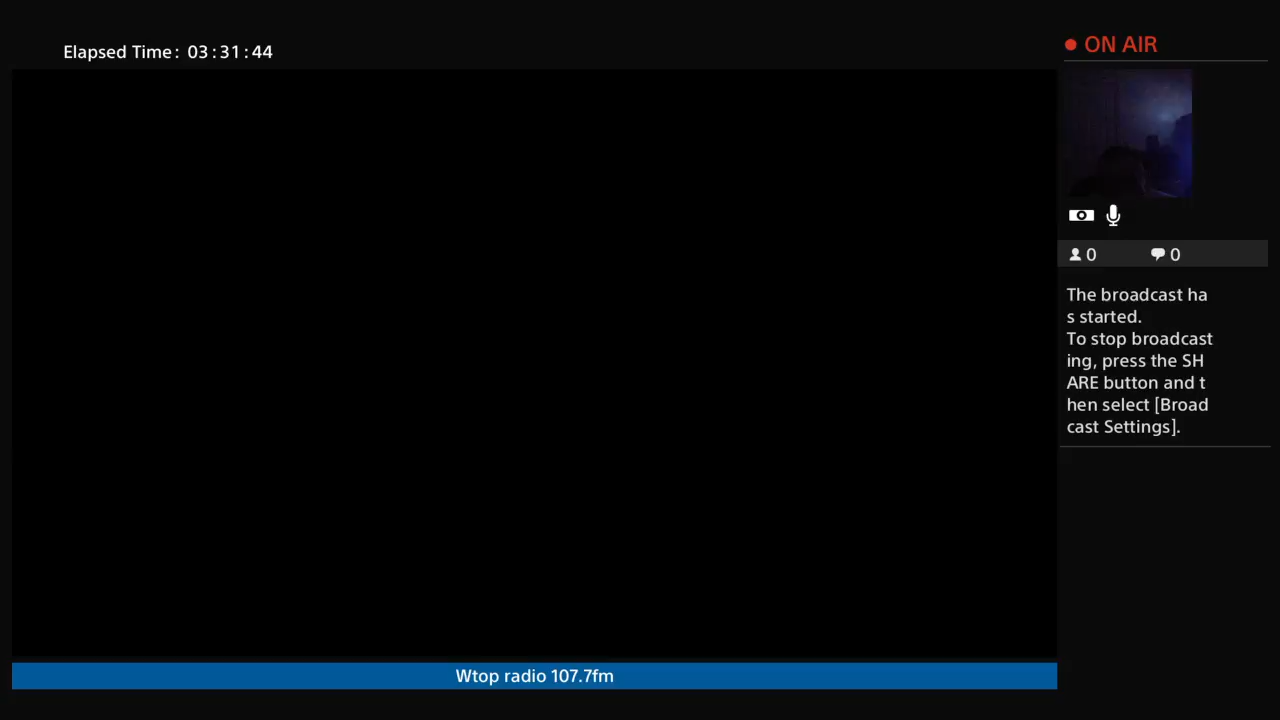 Elapsed Time: 03:31:44
ON AIR
0 0
The broadcast ha
s started.
To stop broadcast
ing, press the SH
ARE button and t
hen select [Broad
cast Settings].
Wtop radio 107.7fm